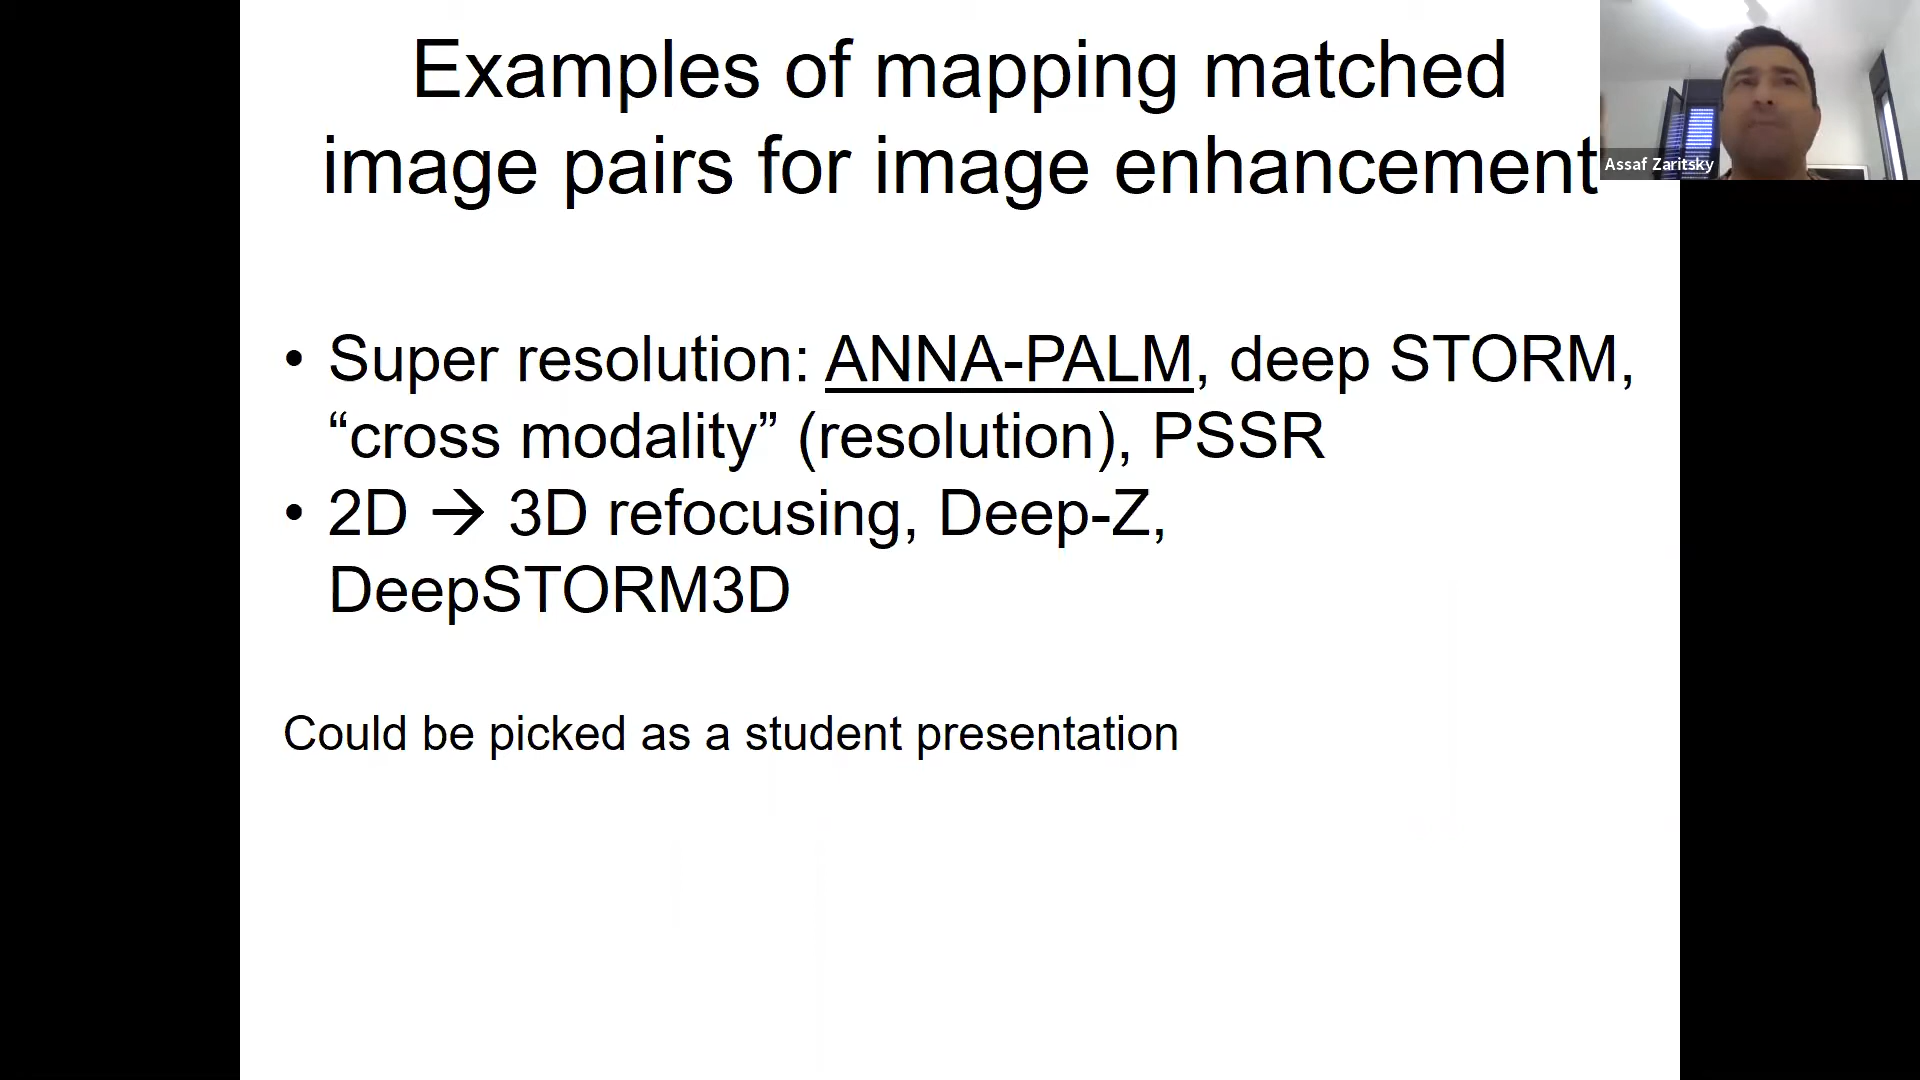 Examples of mapping matched
image pairs for image enhancement
Assaf Zaritsky
• Super resolution: ANNA-PALM, deep STORM,
“cross modality” (resolution), PSSR
• 2D → 3D refocusing, Deep-Z,
DeepSTORM3D
Could be picked as a student presentation